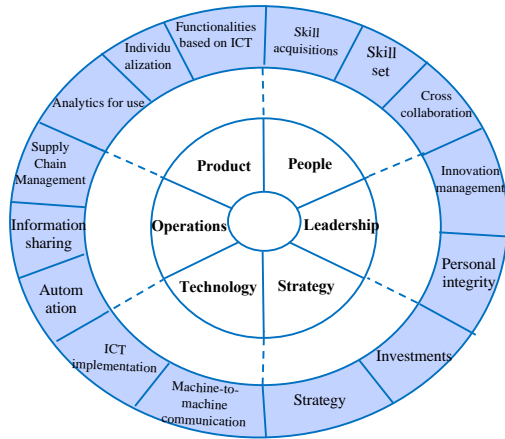 Functionalities
based on ICT
Skill
acquisitions
Skill
set
Cross
collaboration
Innovation
management
Personal
integrity
Investments
Strategy
Machine-to-
machine
communication
ICT
implementation
Autom
ation
Information
sharing
Supply
Chain
Management
Analytics for use
Individu
alization
Product
People
Operations
Leadership
Technology
Strategy